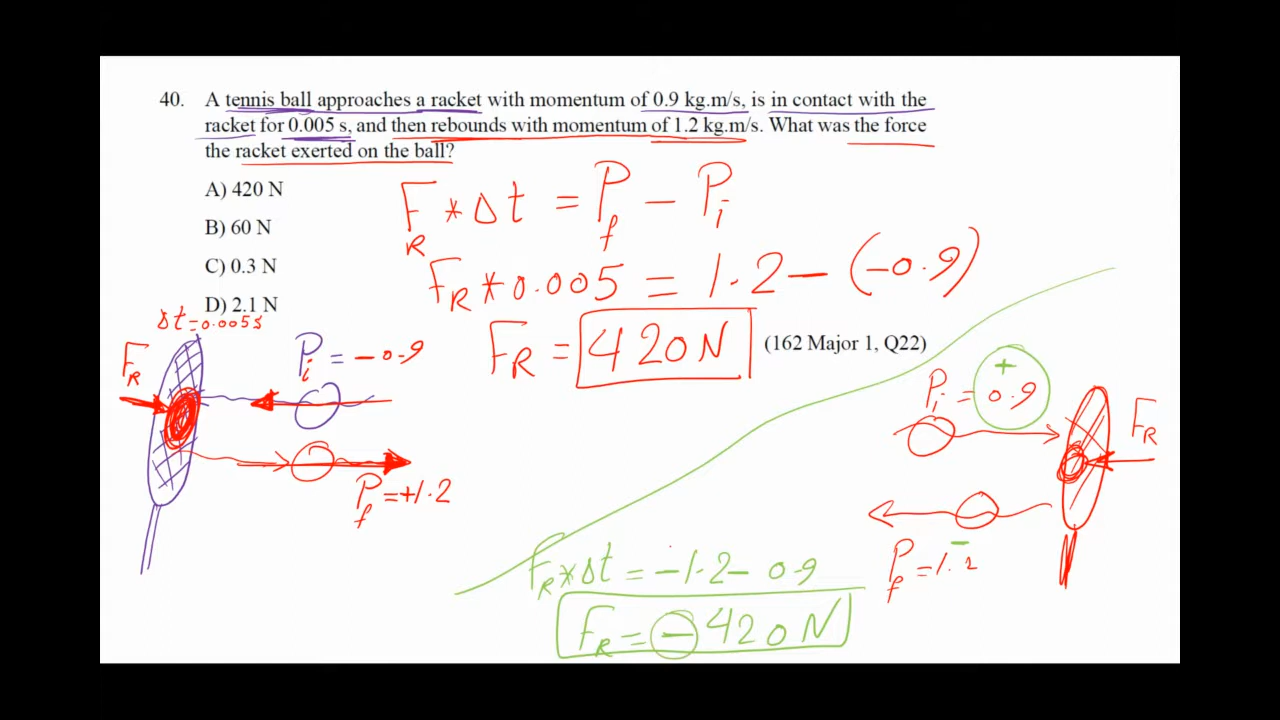 40. A tennis ball approaches a racket with momentum of 0.9 kg.m/s, is in contact with the
racket for 0.005 s, and then rebounds with momentum of 1.2 kg.m/s. What was the force
the racket exerted on the ball?
A) 420 N
B) 60 N
C) 0.3 N
D) 2.1 N
F_R * Δt = P_f - P_i
F_R * 0.005 = 1.2 - (-0.9)
F_R = 420 N
(162 Major 1, Q22)
Δt = 0.005 s
F_R
P_i = -0.9
P_f = +1.2
P_i = + 0.9
F_R
P_f = - 1.2
F_R * Δt = -1.2 - 0.9
F_R = - 420 N